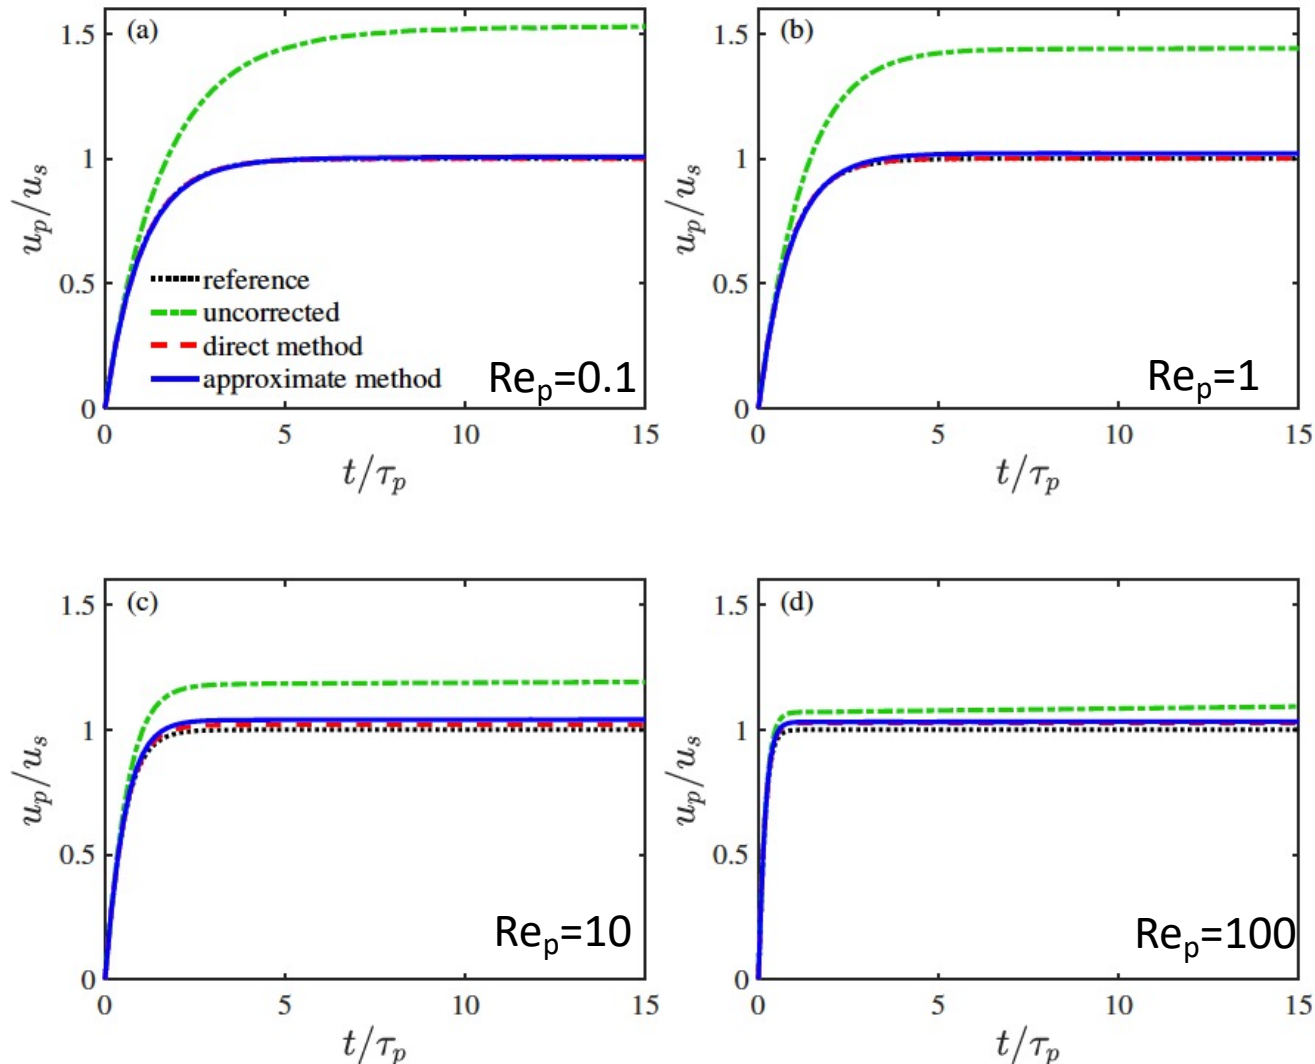 (a)
1.5
1
0.5
0
u_p/u_s
reference
uncorrected
direct method
approximate method
Re_p=0.1
0 5 10 15
t/τ_p
(b)
1.5
1
0.5
0
u_p/u_s
Re_p=1
0 5 10 15
t/τ_p
(c)
1.5
1
0.5
0
u_p/u_s
Re_p=10
0 5 10 15
t/τ_p
(d)
1.5
1
0.5
0
u_p/u_s
Re_p=100
0 5 10 15
t/τ_p